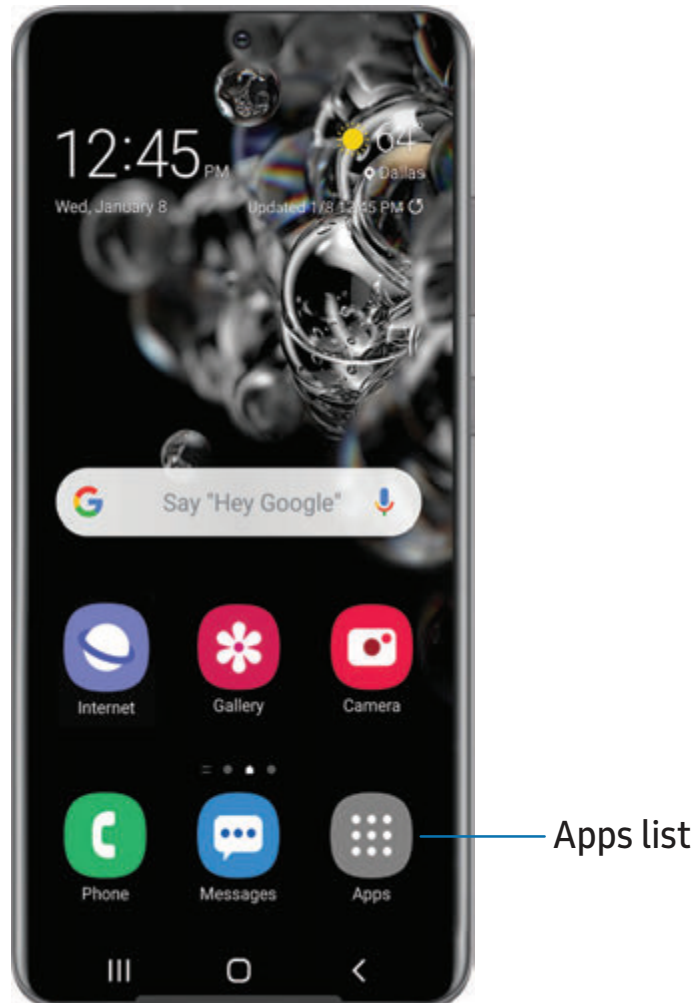 12:45 PM
64°
Dallas
Wed, January 8
Updated 1/8 12:45 PM
Say "Hey Google"
Internet
Gallery
Camera
Phone
Messages
Apps
Apps list